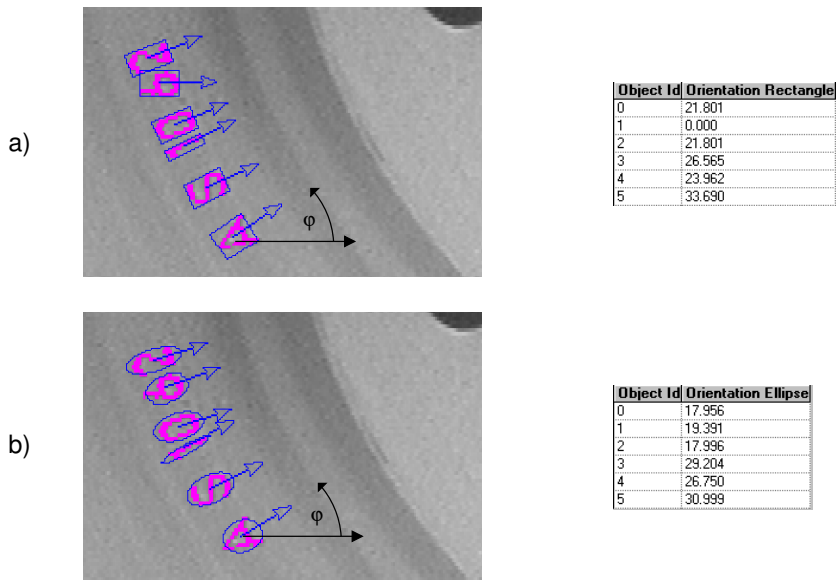 a)
φ
Object Id Orientation Rectangle
0 21.801
1 0.000
2 21.801
3 26.565
4 23.962
5 33.690
b)
φ
Object Id Orientation Ellipse
0 17.956
1 19.391
2 17.996
3 29.204
4 26.750
5 30.999